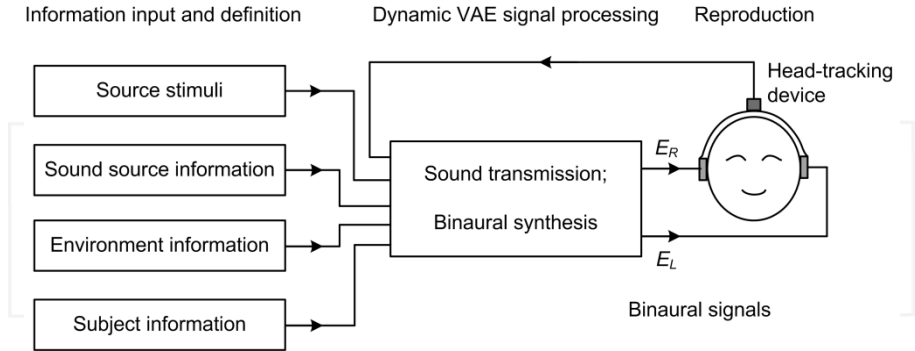 Information input and definition
Dynamic VAE signal processing
Reproduction
Head-tracking
device
Source stimuli
Sound source information
Environment information
Subject information
Sound transmission;
Binaural synthesis
E_R
E_L
Binaural signals